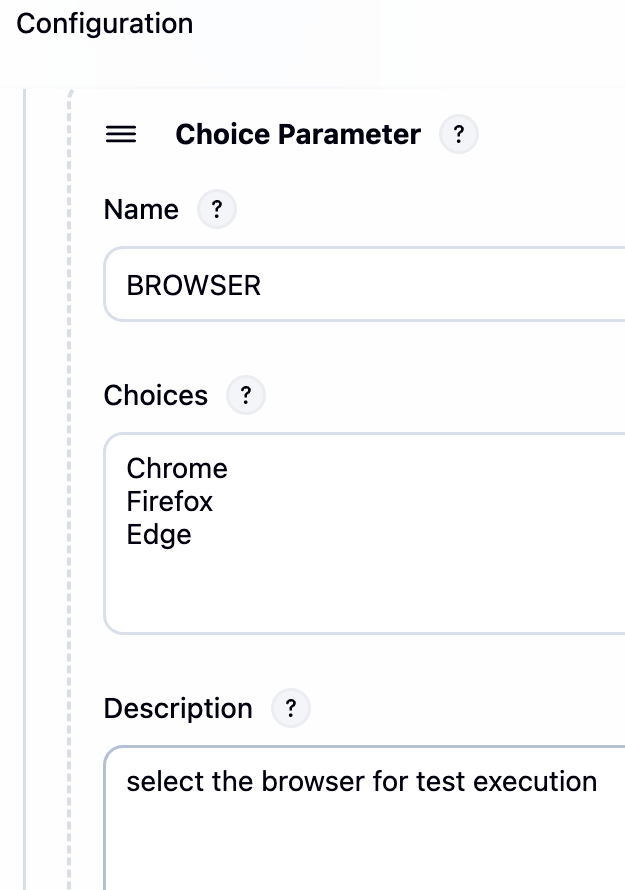 Configuration
Choice Parameter ?
Name ?
BROWSER
Choices ?
Chrome
Firefox
Edge
Description ?
select the browser for test execution